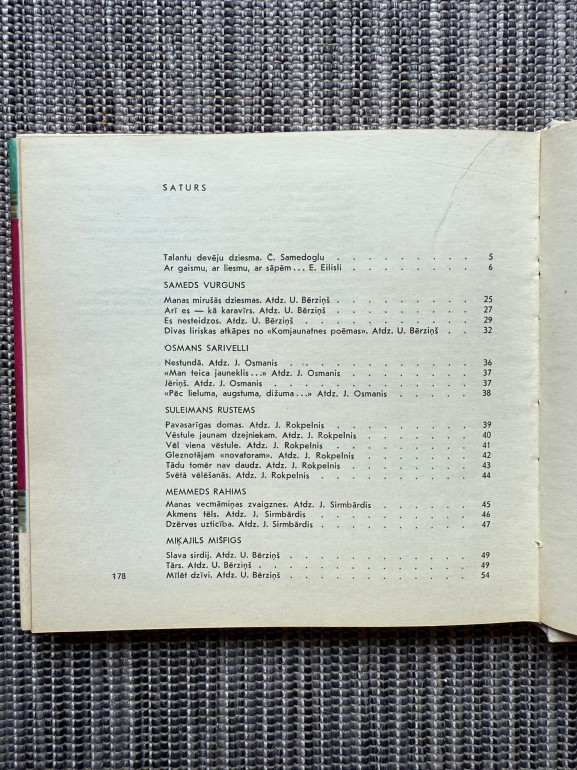 SATURS
Talantu devēju dziesma. Č. Samedoglu . . . . . . . . . 5
Ar gaismu, ar liesmu, ar sāpēm... E. Eilisli . . . . . . . . 6
SAMEDS VURGUNS
Manas mirušās dziesmas. Atdz. U. Bērziņš . . . . . . . . . 25
Arī es — kā karavīrs. Atdz. U. Bērziņš . . . . . . . . . 27
Es nesteidzos. Atdz. U. Bērziņš . . . . . . . . . . . 29
Divas liriskas atkāpes no «Komjaunatnes poēmas». Atdz. U. Bērziņš . . 32
OSMANS SARIVELLI
Nestundā. Atdz. J. Osmanis . . . . . . . . . . . 36
«Man teica jauneklis...» Atdz. J. Osmanis . . . . . . . . 37
Jēriņš. Atdz. J. Osmanis . . . . . . . . . . . . 37
«Pēc lieluma, augstuma, dižuma...» Atdz. J. Osmanis . . . . . 38
SULEIMANS RUSTEMS
Pavasarīgas domas. Atdz. J. Rokpelnis . . . . . . . . . 39
Vēstule jaunam dzejniekam. Atdz. J. Rokpelnis . . . . . . . 40
Vēl viena vēstule. Atdz. J. Rokpelnis . . . . . . . . . 41
Gleznotājam «novatoram». Atdz. J. Rokpelnis . . . . . . . 42
Tādu tomēr nav daudz. Atdz. J. Rokpelnis . . . . . . . . 43
Svētā vēlēšanās. Atdz. J. Rokpelnis . . . . . . . . . 44
MEMMEDS RAHIMS
Manas vecmāmiņas zvaigznes. Atdz. J. Sirmbārdis . . . . . . 45
Akmens tēls. Atdz. J. Sirmbārdis . . . . . . . . . . 46
Dzērves uzticība. Atdz. J. Sirmbārdis . . . . . . . . . 47
MIĶAJILS MIŠFIGS
Slava sirdij. Atdz. U. Bērziņš . . . . . . . . . . . 49
Tārs. Atdz. U. Bērziņš . . . . . . . . . . . . . 49
Mīlēt dzīvi. Atdz. U. Bērziņš . . . . . . . . . . . 54
178